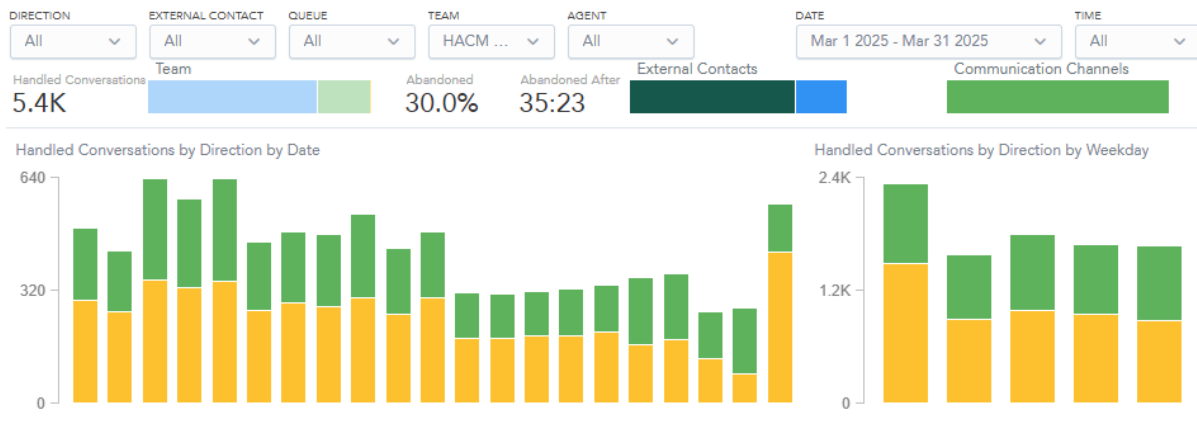 DIRECTION EXTERNAL CONTACT QUEUE TEAM AGENT DATE TIME
All All All HACM ... All Mar 1 2025 - Mar 31 2025 All
Handled Conversations Team Abandoned Abandoned After External Contacts Communication Channels
5.4K 30.0% 35:23
Handled Conversations by Direction by Date Handled Conversations by Direction by Weekday
640 2.4K
320 1.2K
0 0